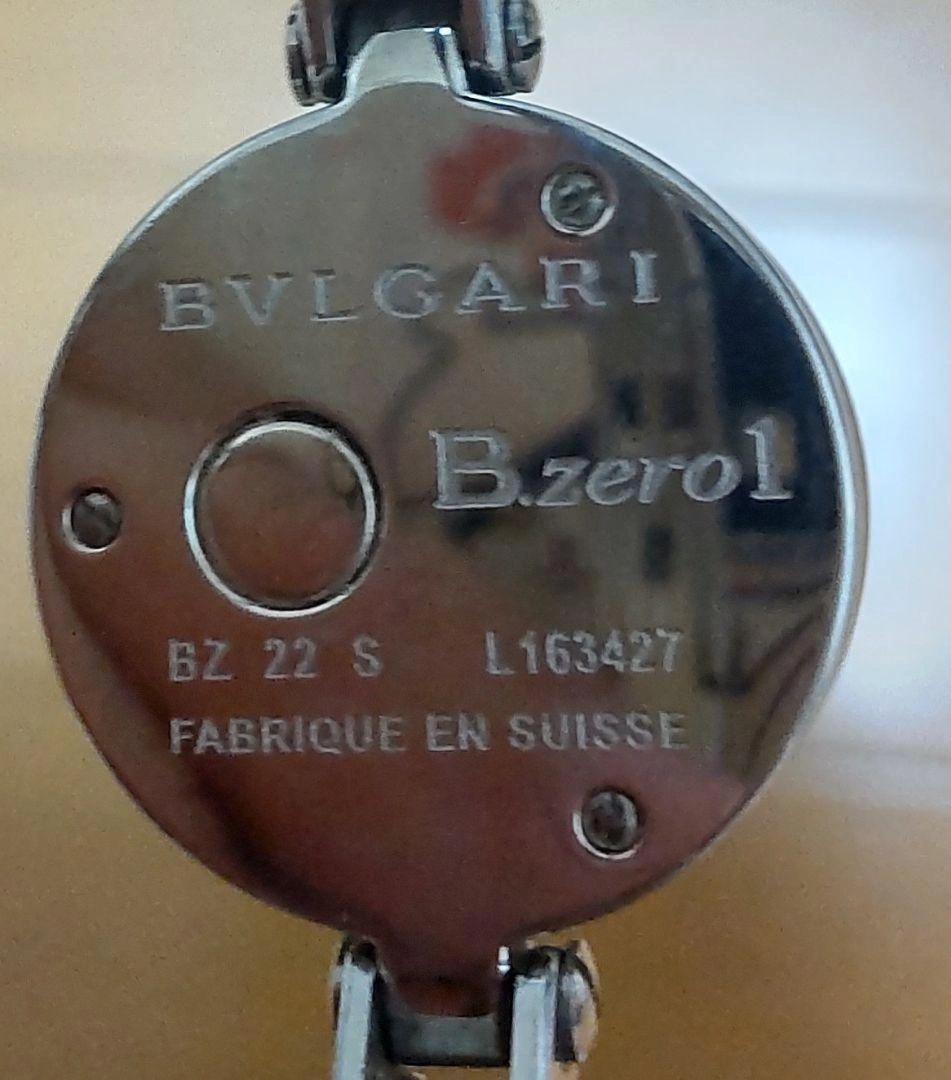 BVLGARI
B.zero1
BZ 22 S L163427
FABRIQUE EN SUISSE